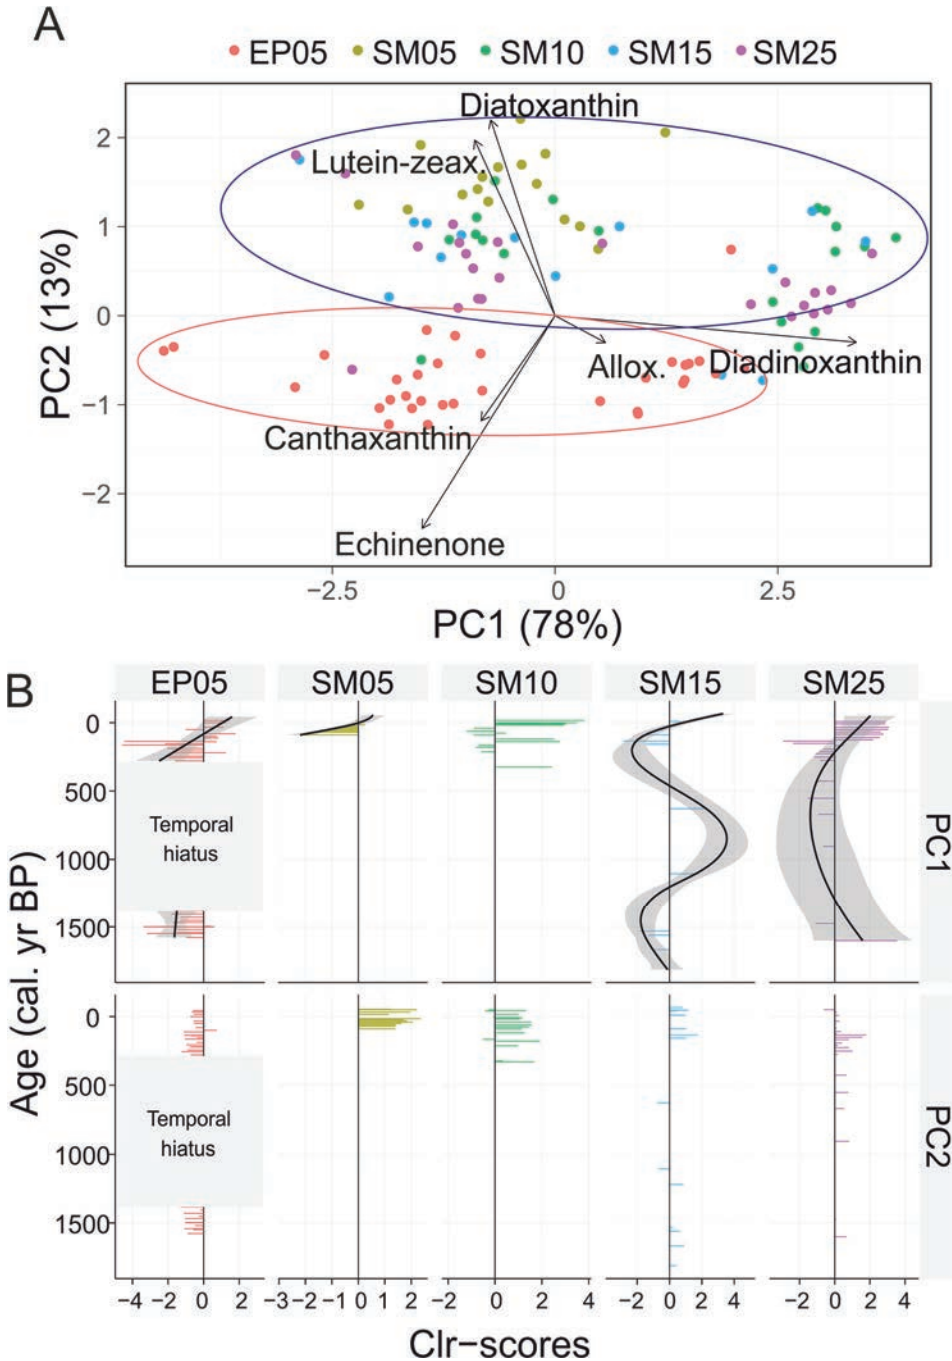 A
EP05 SM05 SM10 SM15 SM25
Diatoxanthin
Lutein-zeax.
Allox.
Diadinoxanthin
Canthaxanthin
Echinenone
2
1
0
−1
−2
PC2 (13%)
−2.5 0 2.5
PC1 (78%)
B
EP05 SM05 SM10 SM15 SM25
0
500
1000
1500
Temporal
hiatus
PC1
0
500
1000
1500
Temporal
hiatus
PC2
Age (cal. yr BP)
−4 −2 0 2 −3 −2 −1 0 1 2 −2 0 2 4 −2 0 2 4 −2 0 2 4
Clr−scores